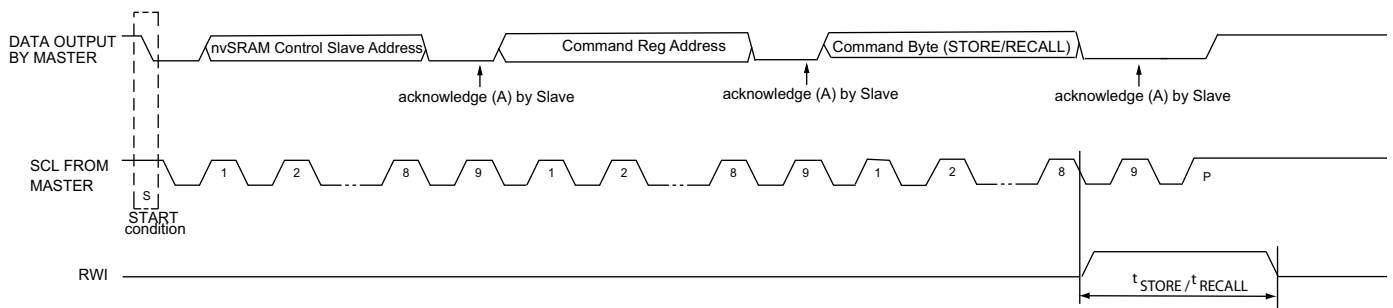 DATA OUTPUT
BY MASTER
nvSRAM Control Slave Address
Command Reg Address
Command Byte (STORE/RECALL)
acknowledge (A) by Slave
acknowledge (A) by Slave
acknowledge (A) by Slave
SCL FROM
MASTER
1 2 8 9 1 2 8 9 1 2 8 9
S
P
START
condition
RWI
t STORE / t RECALL